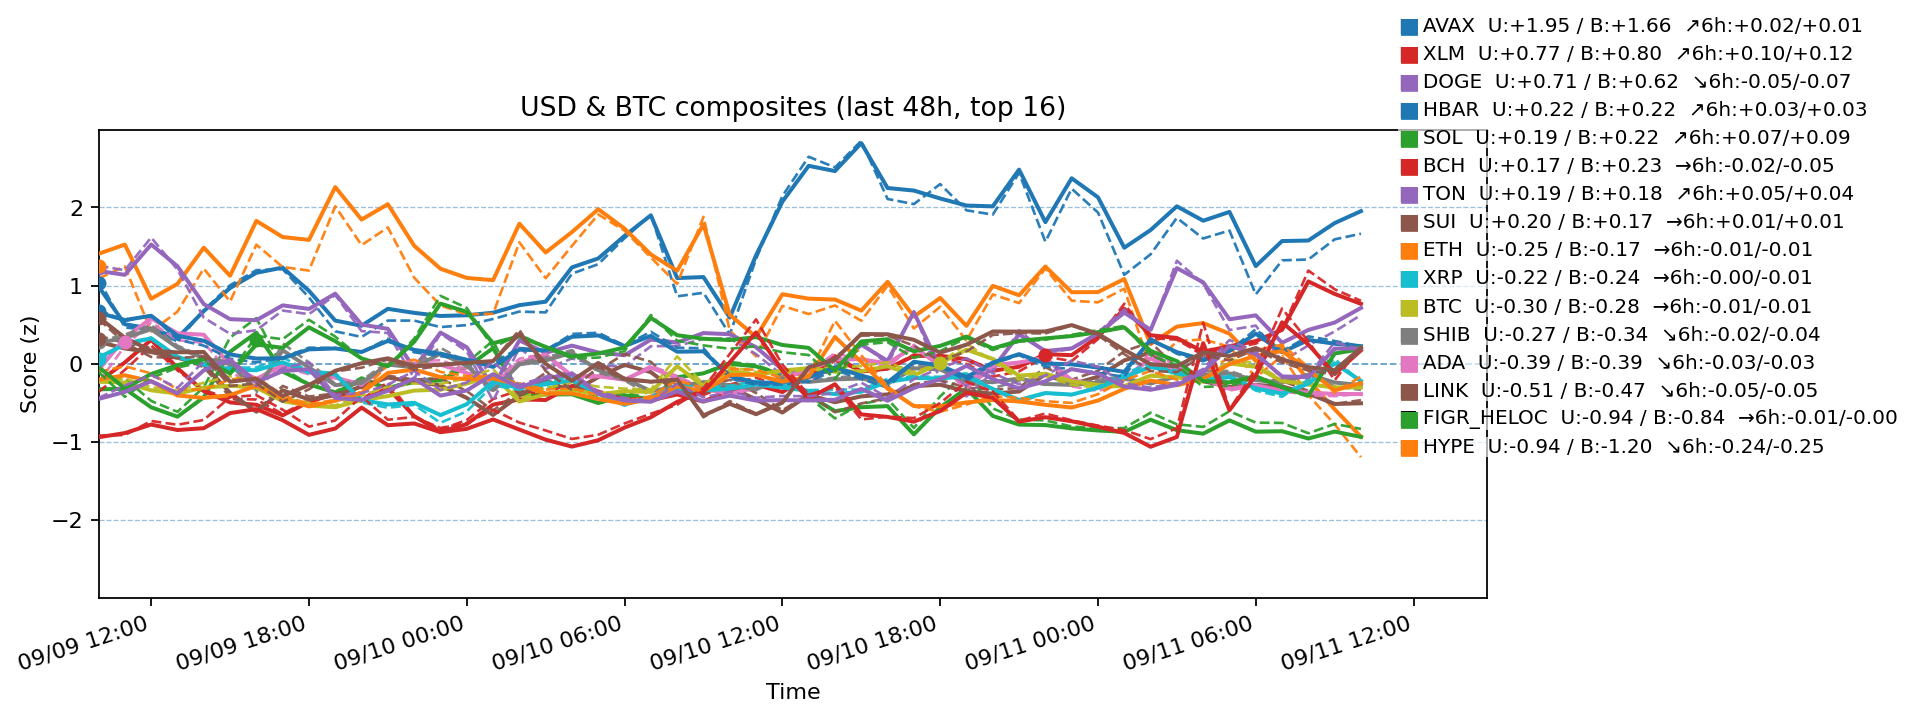 AVAX  U:+1.95 / B:+1.66  ↗6h:+0.02/+0.01
XLM  U:+0.77 / B:+0.80  ↗6h:+0.10/+0.12
DOGE  U:+0.71 / B:+0.62  ↘6h:-0.05/-0.07
HBAR  U:+0.22 / B:+0.22  ↗6h:+0.03/+0.03
SOL  U:+0.19 / B:+0.22  ↗6h:+0.07/+0.09
BCH  U:+0.17 / B:+0.23  →6h:-0.02/-0.05
TON  U:+0.19 / B:+0.18  ↗6h:+0.05/+0.04
SUI  U:+0.20 / B:+0.17  →6h:+0.01/+0.01
ETH  U:-0.25 / B:-0.17  →6h:-0.01/-0.01
XRP  U:-0.22 / B:-0.24  →6h:-0.00/-0.01
BTC  U:-0.30 / B:-0.28  →6h:-0.01/-0.01
SHIB  U:-0.27 / B:-0.34  ↘6h:-0.02/-0.04
ADA  U:-0.39 / B:-0.39  ↘6h:-0.03/-0.03
LINK  U:-0.51 / B:-0.47  ↘6h:-0.05/-0.05
FIGR_HELOC  U:-0.94 / B:-0.84  →6h:-0.01/-0.00
HYPE  U:-0.94 / B:-1.20  ↘6h:-0.24/-0.25
USD & BTC composites (last 48h, top 16)
Score (z)
2
1
0
−1
−2
09/09 12:00
09/09 18:00
09/10 00:00
09/10 06:00
09/10 12:00
09/10 18:00
09/11 00:00
09/11 06:00
09/11 12:00
Time